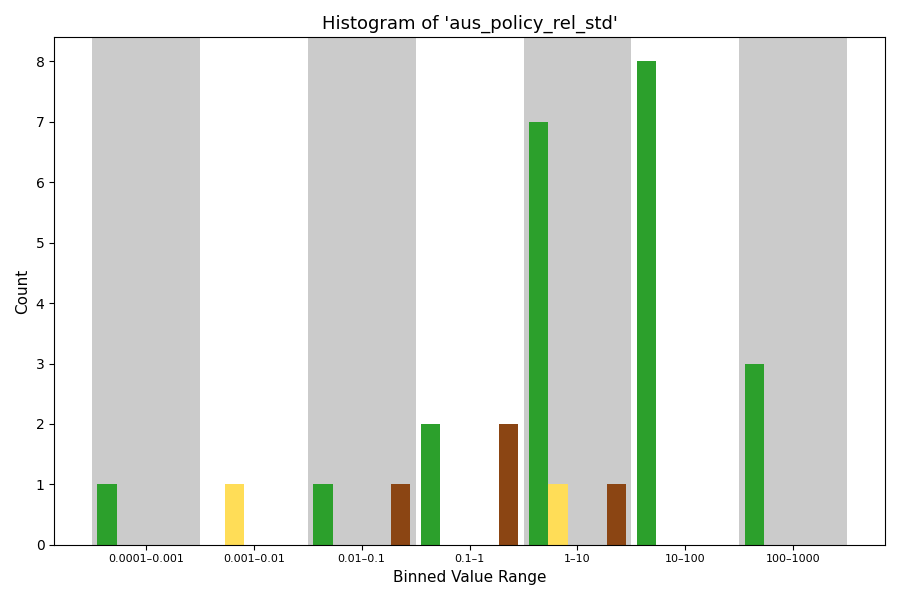 Histogram of 'aus_policy_rel_std'
8
7
6
5
4
3
2
1
0
Count
0.0001–0.001 0.001–0.01 0.01–0.1 0.1–1 1–10 10–100 100–1000
Binned Value Range